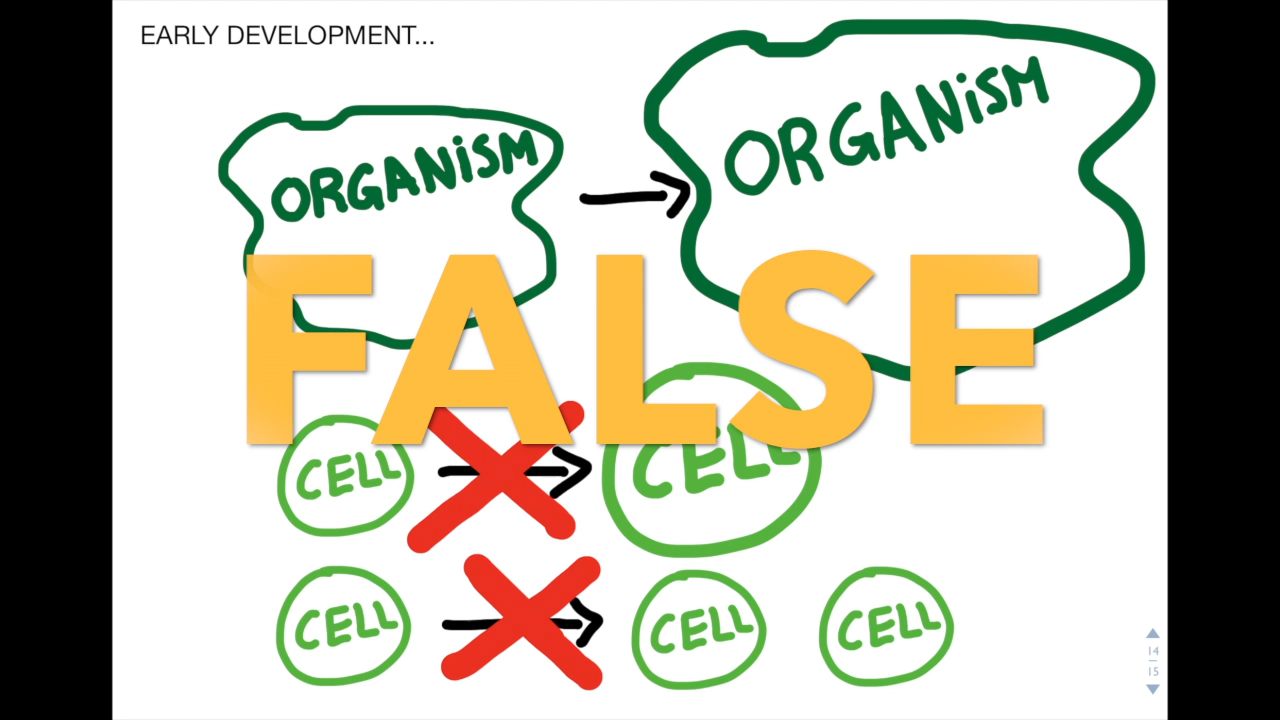 EARLY DEVELOPMENT...
ORGANiSM
ORGANiSM
FALSE
CELL
CELL
CELL
CELL
CELL
14
15